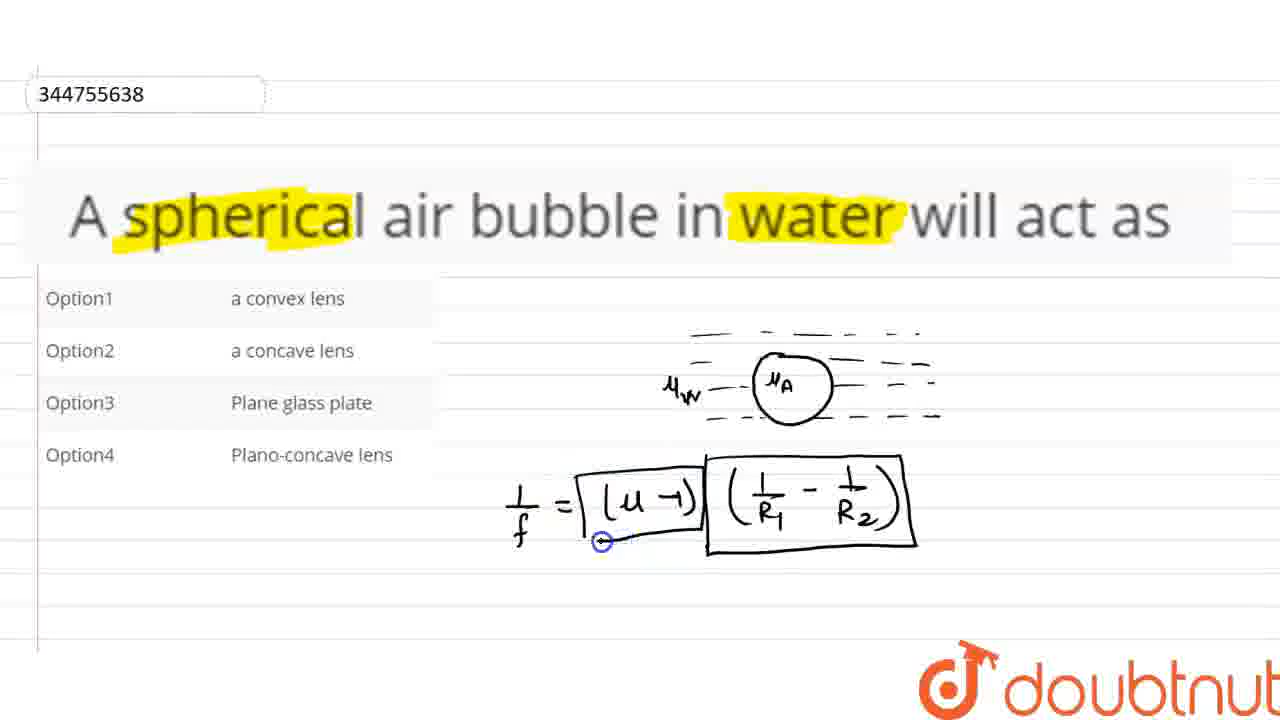 344755638
A spherical air bubble in water will act as
Option1 a convex lens
Option2 a concave lens
Option3 Plane glass plate
Option4 Plano-concave lens
μw μA
1/f = (μ-1) (1/R1 - 1/R2)
doubtnut